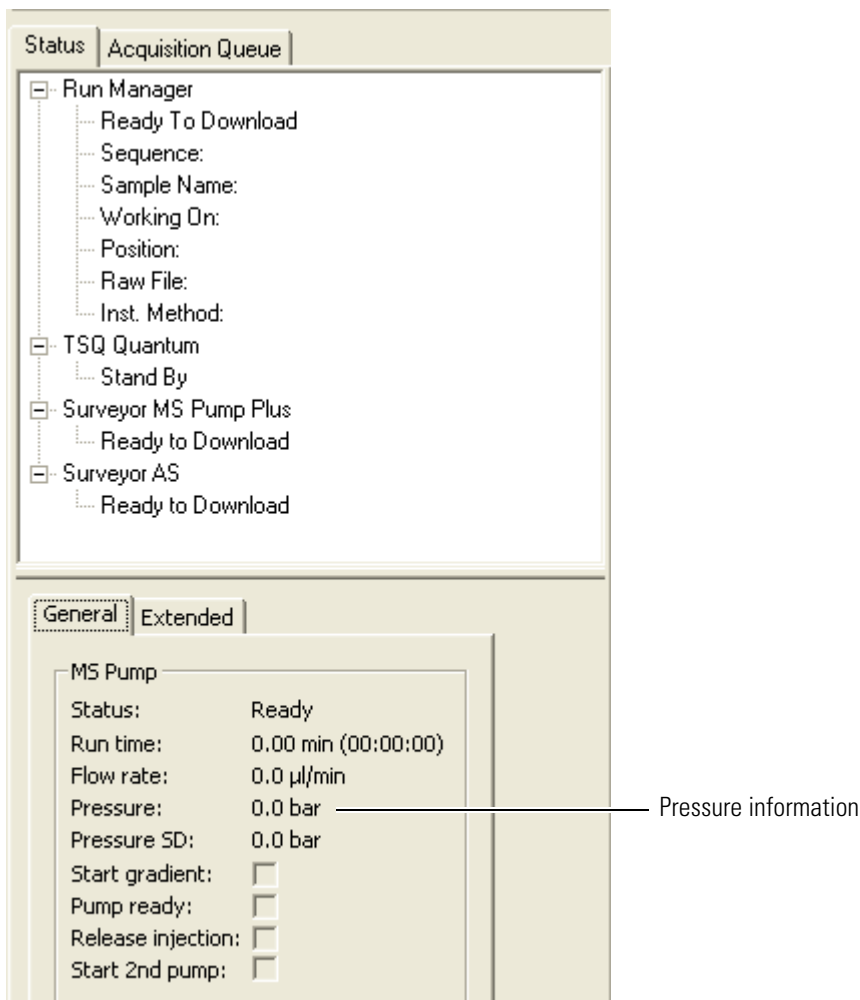 Status Acquisition Queue
Run Manager
Ready To Download
Sequence:
Sample Name:
Working On:
Position:
Raw File:
Inst. Method:
TSQ Quantum
Stand By
Surveyor MS Pump Plus
Ready to Download
Surveyor AS
Ready to Download
General Extended
MS Pump
Status: Ready
Run time: 0.00 min (00:00:00)
Flow rate: 0.0 µl/min
Pressure: 0.0 bar Pressure information
Pressure SD: 0.0 bar
Start gradient:
Pump ready:
Release injection:
Start 2nd pump: